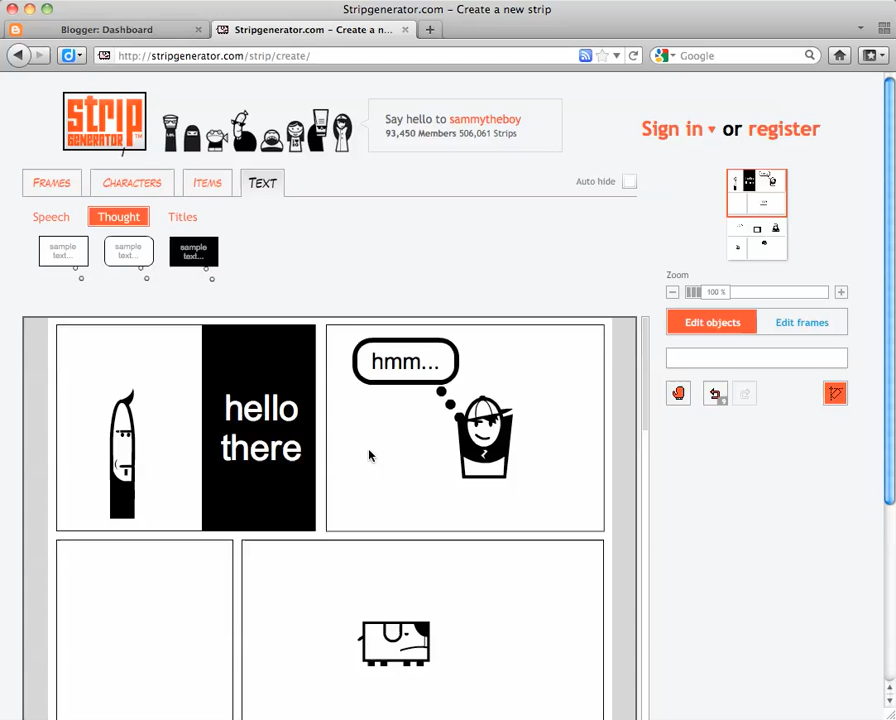 Stripgenerator.com – Create a new strip
Blogger: Dashboard
Stripgenerator.com – Create a n...
http://stripgenerator.com/strip/create/
Google
strip
GENERATOR
TM
Say hello to sammytheboy
93,450 Members 506,061 Strips
Sign in ▾ or register
FRAMES
CHARACTERS
ITEMS
TEXT
Auto hide
Speech
Thought
Titles
sample
text...
sample
text...
sample
text...
Zoom
100 %
Edit objects
Edit frames
hmm...
hello
there